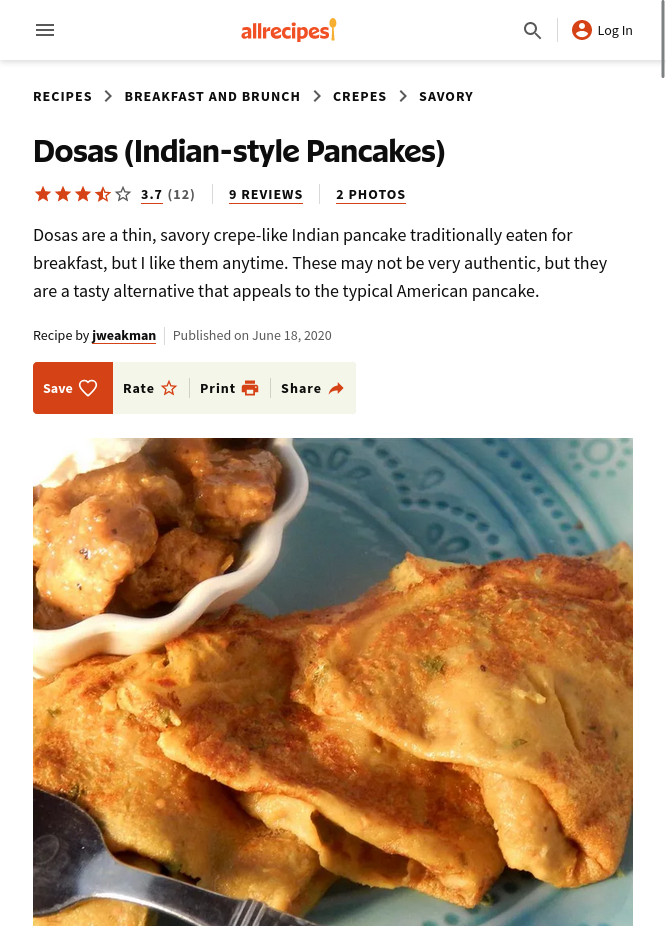 allrecipes
Log In
RECIPES BREAKFAST AND BRUNCH CREPES SAVORY
Dosas (Indian-style Pancakes)
3.7 (12) 9 REVIEWS 2 PHOTOS
Dosas are a thin, savory crepe-like Indian pancake traditionally eaten for
breakfast, but I like them anytime. These may not be very authentic, but they
are a tasty alternative that appeals to the typical American pancake.
Recipe by jweakman Published on June 18, 2020
Save Rate Print Share